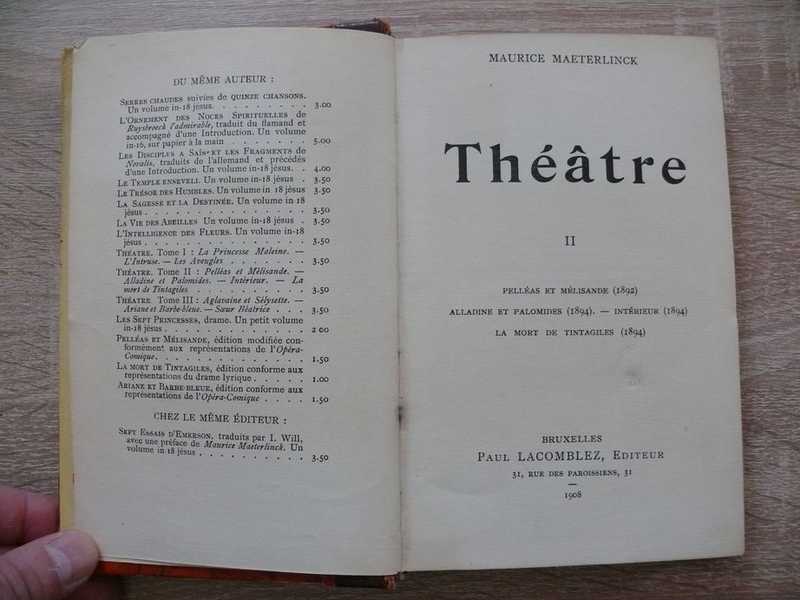 DU MÊME AUTEUR :
SERRES CHAUDES suivies de QUINZE CHANSONS.
Un volume in-18 jésus. . . . . . . . . 3.00
L'ORNEMENT DES NOCES SPIRITUELLES de
Ruysbroeck l'admirable, traduit du flamand et
accompagné d'une Introduction. Un volume
in-16, sur papier à la main . . . . . . . 5.00
LES DISCIPLES A SAÏS ET LES FRAGMENTS de
Novalis, traduits de l'allemand et précédés
d'une Introduction. Un volume in-18 jésus. . 4.00
LE TEMPLE ENSEVELI. Un volume in-18 jésus . 3.50
LE TRÉSOR DES HUMBLES. Un volume in 18 jésus 3.50
LA SAGESSE ET LA DESTINÉE. Un volume in 18
jésus . . . . . . . . . . . . . . 3.50
LA VIE DES ABEILLES Un volume in-18 jésus . 3.50
L'INTELLIGENCE DES FLEURS. Un volume in-18
jésus . . . . . . . . . . . . . . 3.50
THÉATRE. Tome I : La Princesse Maleine. —
L'Intruse. — Les Aveugles . . . . . . . 3.50
THÉATRE. Tome II : Pelléas et Mélisande. —
Alladine et Palomides. — Intérieur. — La
mort de Tintagiles . . . . . . . . . . 3.50
THÉATRE Tome III : Aglavaine et Sélysette. —
Ariane et Barbe-bleue. — Sœur Béatrice . . . 3.50
LES SEPT PRINCESSES, drame. Un petit volume
in-18 jésus . . . . . . . . . . . . . 2 00
PELLÉAS ET MÉLISANDE, édition modifiée con-
formément aux représentations de l'Opéra-
Comique. . . . . . . . . . . . . . 1.50
LA MORT DE TINTAGILES, édition conforme aux
représentations du drame lyrique . . . . . 1.00
ARIANE ET BARBE-BLEUE, édition conforme aux
représentations de l'Opéra-Comique . . . . 1.50
CHEZ LE MÊME ÉDITEUR :
SEPT ESSAIS D'EMERSON, traduits par I. Will,
avec une préface de Maurice Maeterlinck. Un
volume in 18 jésus . . . . . . . . . . 3.50
MAURICE MAETERLINCK
Théâtre
II
PELLÉAS ET MÉLISANDE (1892)
ALLADINE ET PALOMIDES (1894). — INTÉRIEUR (1894)
LA MORT DE TINTAGILES (1894)
BRUXELLES
PAUL LACOMBLEZ, EDITEUR
31, RUE DES PAROISSIENS, 31
—
1908